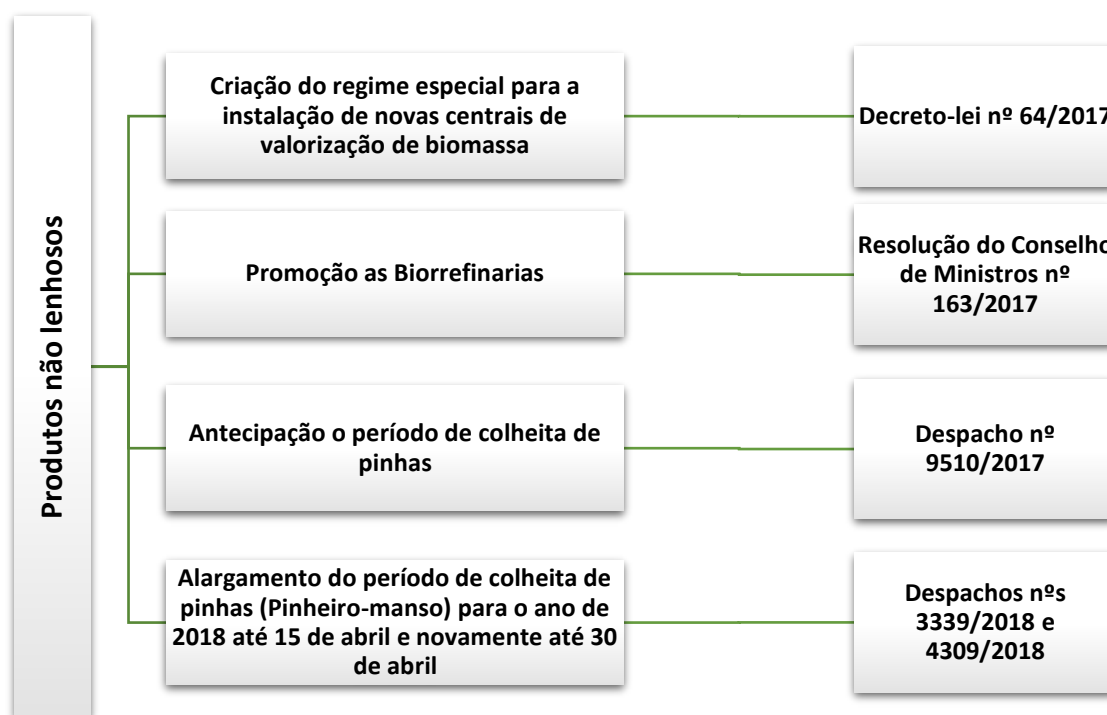 Produtos não lenhosos
Criação do regime especial para a
instalação de novas centrais de
valorização de biomassa
Decreto-lei nº 64/2017
Promoção as Biorrefinarias
Resolução do Conselho
de Ministros nº
163/2017
Antecipação o período de colheita de
pinhas
Despacho nº
9510/2017
Alargamento do período de colheita de
pinhas (Pinheiro-manso) para o ano de
2018 até 15 de abril e novamente até 30
de abril
Despachos nºs
3339/2018 e
4309/2018